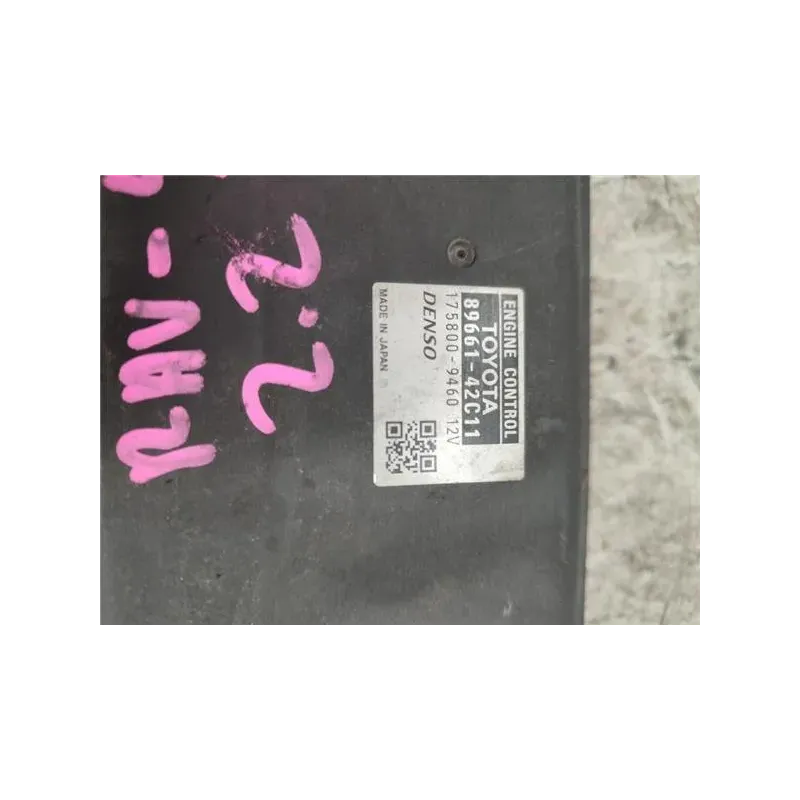 ENGINE CONTROL
TOYOTA
89661-42C11
175800-9460 12V
DENSO
MADE IN JAPAN
RAV-
2.2